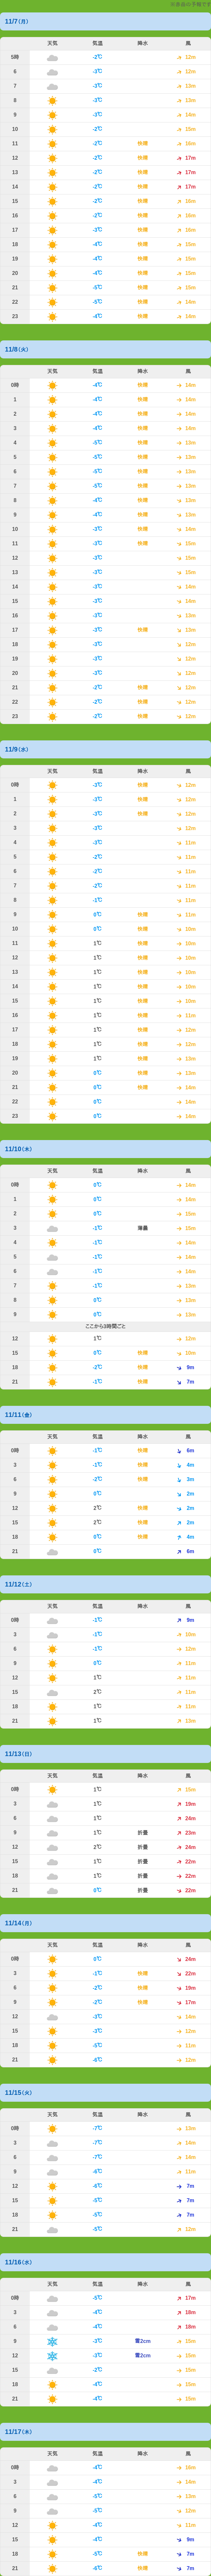 ※最新の予報です
11/7(月)
天気 気温 降水 風
5時 -2℃ 12m
6 -3℃ 12m
7 -3℃ 13m
8 -3℃ 13m
9 -3℃ 14m
10 -2℃ 15m
11 -2℃ 快晴 16m
12 -2℃ 快晴 17m
13 -2℃ 快晴 17m
14 -2℃ 快晴 17m
15 -2℃ 快晴 16m
16 -2℃ 快晴 16m
17 -3℃ 快晴 16m
18 -4℃ 快晴 15m
19 -4℃ 快晴 15m
20 -4℃ 快晴 15m
21 -5℃ 快晴 15m
22 -5℃ 快晴 14m
23 -4℃ 快晴 14m
11/8(火)
天気 気温 降水 風
0時 -4℃ 快晴 14m
1 -4℃ 快晴 14m
2 -4℃ 快晴 14m
3 -4℃ 快晴 14m
4 -5℃ 快晴 13m
5 -5℃ 快晴 13m
6 -5℃ 快晴 13m
7 -5℃ 快晴 13m
8 -4℃ 快晴 13m
9 -4℃ 快晴 13m
10 -3℃ 快晴 14m
11 -3℃ 快晴 15m
12 -3℃ 15m
13 -3℃ 15m
14 -3℃ 14m
15 -3℃ 14m
16 -3℃ 13m
17 -3℃ 快晴 13m
18 -3℃ 12m
19 -3℃ 12m
20 -3℃ 12m
21 -2℃ 快晴 12m
22 -2℃ 快晴 12m
23 -2℃ 快晴 12m
11/9(水)
天気 気温 降水 風
0時 -3℃ 快晴 12m
1 -3℃ 快晴 12m
2 -3℃ 快晴 12m
3 -3℃ 12m
4 -3℃ 11m
5 -2℃ 11m
6 -2℃ 11m
7 -2℃ 11m
8 -1℃ 11m
9 0℃ 快晴 11m
10 0℃ 快晴 10m
11 1℃ 快晴 10m
12 1℃ 快晴 10m
13 1℃ 快晴 10m
14 1℃ 快晴 10m
15 1℃ 快晴 10m
16 1℃ 快晴 11m
17 1℃ 快晴 12m
18 1℃ 快晴 12m
19 1℃ 快晴 13m
20 0℃ 快晴 13m
21 0℃ 快晴 14m
22 0℃ 14m
23 0℃ 14m
11/10(木)
天気 気温 降水 風
0時 0℃ 14m
1 0℃ 14m
2 0℃ 15m
3 -1℃ 薄曇 15m
4 -1℃ 14m
5 -1℃ 14m
6 -1℃ 14m
7 -1℃ 13m
8 0℃ 13m
9 0℃ 13m
ここから3時間ごと
12 1℃ 12m
15 0℃ 快晴 10m
18 -2℃ 快晴 9m
21 -1℃ 快晴 7m
11/11(金)
天気 気温 降水 風
0時 -1℃ 快晴 6m
3 -1℃ 快晴 4m
6 -2℃ 快晴 3m
9 0℃ 2m
12 2℃ 快晴 2m
15 2℃ 快晴 2m
18 0℃ 快晴 4m
21 0℃ 6m
11/12(土)
天気 気温 降水 風
0時 -1℃ 9m
3 -1℃ 10m
6 -1℃ 12m
9 0℃ 11m
12 1℃ 11m
15 2℃ 11m
18 1℃ 11m
21 1℃ 12m
11/13(日)
天気 気温 降水 風
0時 1℃ 15m
3 1℃ 19m
6 1℃ 24m
9 1℃ 折曇 23m
12 2℃ 折曇 24m
15 1℃ 折曇 22m
18 1℃ 折曇 22m
21 0℃ 折曇 22m
11/14(月)
天気 気温 降水 風
0時 0℃ 24m
3 -1℃ 快晴 22m
6 -2℃ 快晴 19m
9 -2℃ 快晴 17m
12 -3℃ 14m
15 -3℃ 12m
18 -5℃ 11m
21 -6℃ 12m
11/15(火)
天気 気温 降水 風
0時 -7℃ 13m
3 -7℃ 14m
6 -7℃ 14m
9 -6℃ 11m
12 -6℃ 7m
15 -5℃ 7m
18 -5℃ 7m
21 -5℃ 12m
11/16(水)
天気 気温 降水 風
0時 -5℃ 17m
3 -4℃ 18m
6 -4℃ 18m
9 -3℃ 雪2cm 15m
12 -3℃ 雪2cm 15m
15 -2℃ 15m
18 -4℃ 15m
21 -4℃ 15m
11/17(木)
天気 気温 降水 風
0時 -4℃ 16m
3 -4℃ 14m
6 -5℃ 13m
9 -5℃ 12m
12 -4℃ 11m
15 -4℃ 9m
18 -5℃ 快晴 7m
21 -6℃ 快晴 7m